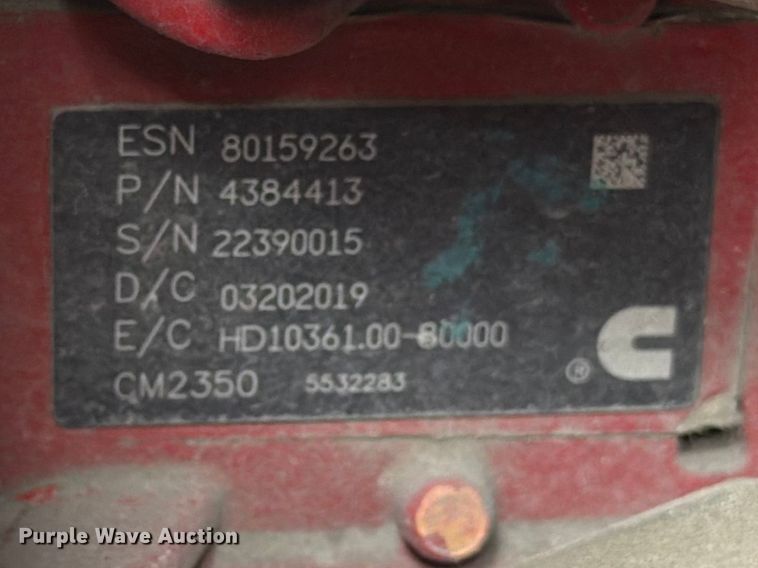 ESN 80159263
P/N 4384413
S/N 22390015
D/C 03202019
E/C HD10361.00-80000
CM2350 5532283
®
Purple Wave Auction®